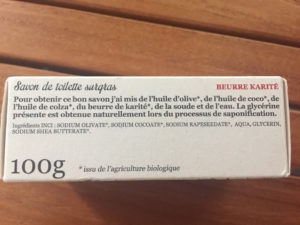 Savon de toilette surgras
BEURRE KARITÉ
Pour obtenir ce bon savon j'ai mis de l'huile d'olive*, de l'huile de coco*, de
l'huile de colza*, du beurre de karité*, de la soude et de l'eau. La glycérine
présente est obtenue naturellement lors du processus de saponification.
Ingrédients INCI : SODIUM OLIVATE*, SODIUM COCOATE*, SODIUM RAPESEEDATE*, AQUA, GLYCERIN,
SODIUM SHEA BUTTERATE*.
100g
* issu de l'agriculture biologique